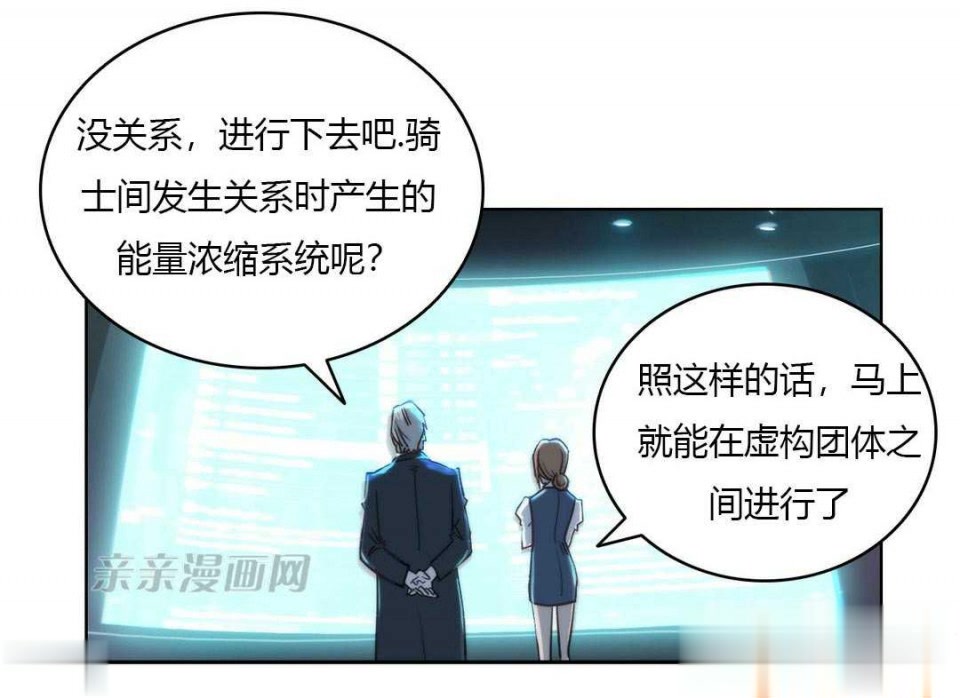 没关系，进行下去吧.骑
士间发生关系时产生的
能量浓缩系统呢？
照这样的话，马上
就能在虚构团体之
间进行了
亲亲漫画网